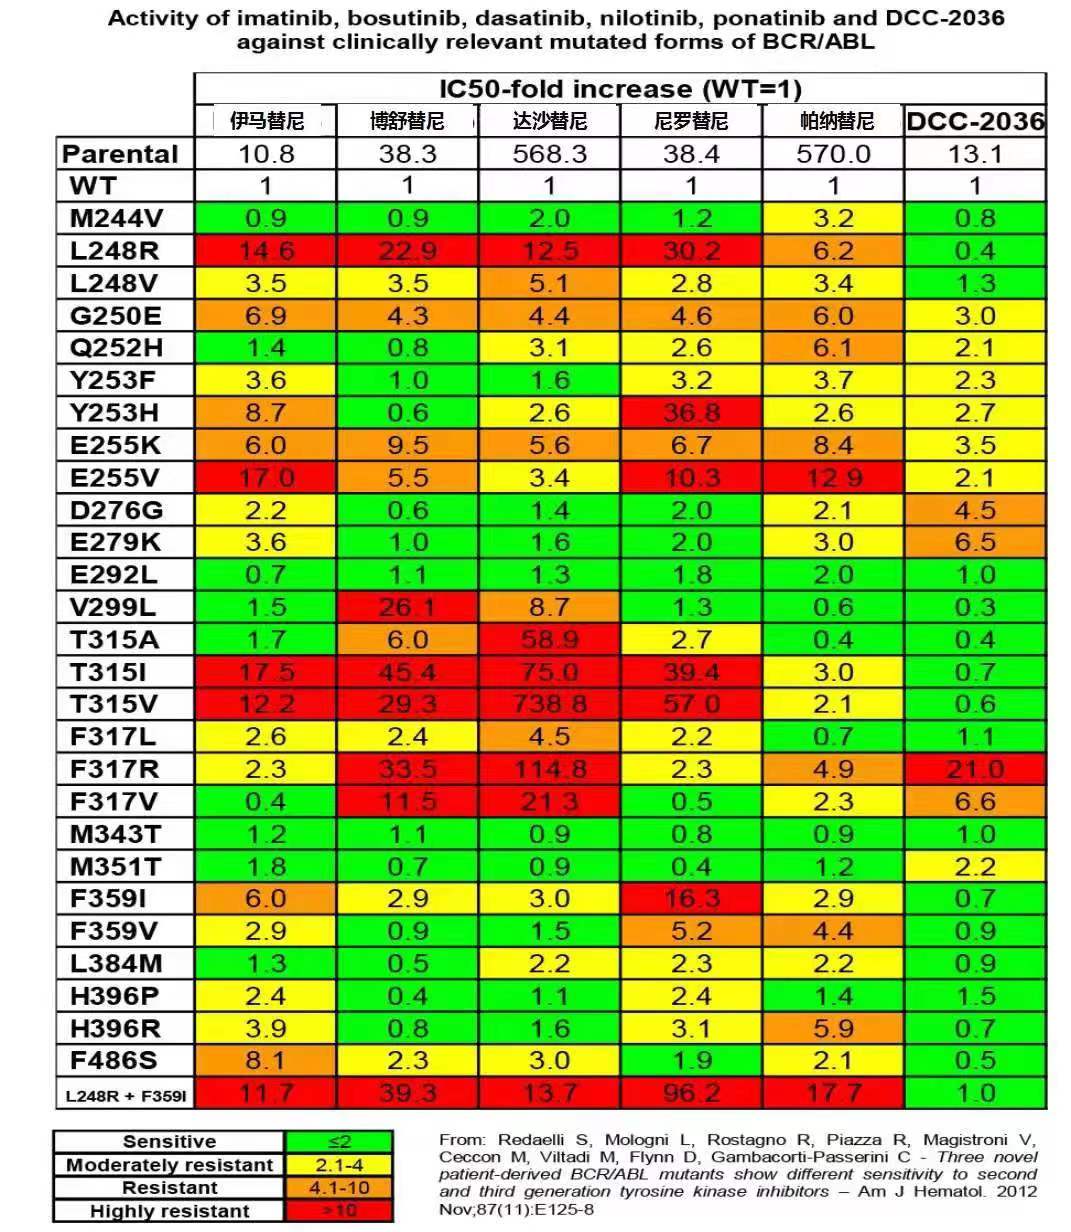 Activity of imatinib, bosutinib, dasatinib, nilotinib, ponatinib and DCC-2036
against clinically relevant mutated forms of BCR/ABL
IC50-fold increase (WT=1)
伊马替尼 博舒替尼 达沙替尼 尼罗替尼 帕纳替尼 DCC-2036
Parental 10.8 38.3 568.3 38.4 570.0 13.1
WT 1 1 1 1 1 1
M244V 0.9 0.9 2.0 1.2 3.2 0.8
L248R 14.6 22.9 12.5 30.2 6.2 0.4
L248V 3.5 3.5 5.1 2.8 3.4 1.3
G250E 6.9 4.3 4.4 4.6 6.0 3.0
Q252H 1.4 0.8 3.1 2.6 6.1 2.1
Y253F 3.6 1.0 1.6 3.2 3.7 2.3
Y253H 8.7 0.6 2.6 36.8 2.6 2.7
E255K 6.0 9.5 5.6 6.7 8.4 3.5
E255V 17.0 5.5 3.4 10.3 12.9 2.1
D276G 2.2 0.6 1.4 2.0 2.1 4.5
E279K 3.6 1.0 1.6 2.0 3.0 6.5
E292L 0.7 1.1 1.3 1.8 2.0 1.0
V299L 1.5 26.1 8.7 1.3 0.6 0.3
T315A 1.7 6.0 58.9 2.7 0.4 0.4
T315I 17.5 45.4 75.0 39.4 3.0 0.7
T315V 12.2 29.3 738.8 57.0 2.1 0.6
F317L 2.6 2.4 4.5 2.2 0.7 1.1
F317R 2.3 33.5 114.8 2.3 4.9 21.0
F317V 0.4 11.5 21.3 0.5 2.3 6.6
M343T 1.2 1.1 0.9 0.8 0.9 1.0
M351T 1.8 0.7 0.9 0.4 1.2 2.2
F359I 6.0 2.9 3.0 16.3 2.9 0.7
F359V 2.9 0.9 1.5 5.2 4.4 0.9
L384M 1.3 0.5 2.2 2.3 2.2 0.9
H396P 2.4 0.4 1.1 2.4 1.4 1.5
H396R 3.9 0.8 1.6 3.1 5.9 0.7
F486S 8.1 2.3 3.0 1.9 2.1 0.5
L248R + F359I 11.7 39.3 13.7 96.2 17.7 1.0
Sensitive ≤2
Moderately resistant 2.1-4
Resistant 4.1-10
Highly resistant >10
From: Redaelli S, Mologni L, Rostagno R, Piazza R, Magistroni V,
Ceccon M, Viltadi M, Flynn D, Gambacorti-Passerini C - Three novel
patient-derived BCR/ABL mutants show different sensitivity to second
and third generation tyrosine kinase inhibitors – Am J Hematol. 2012
Nov;87(11):E125-8